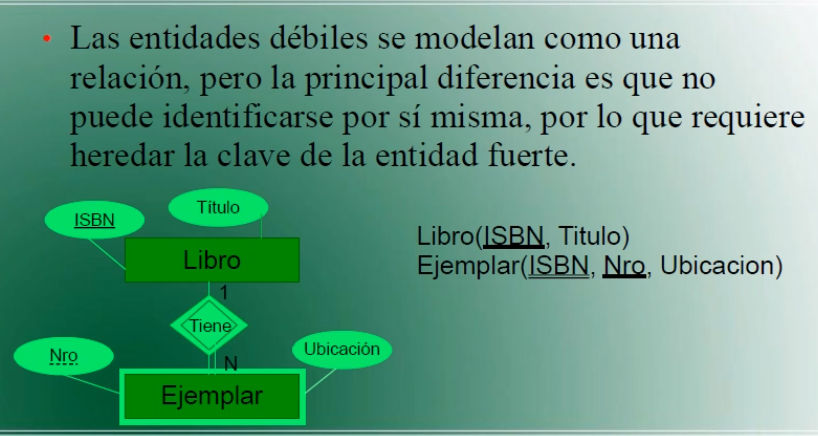 • Las entidades débiles se modelan como una
relación, pero la principal diferencia es que no
puede identificarse por sí misma, por lo que requiere
heredar la clave de la entidad fuerte.
ISBN
Título
Libro
1
Tiene
N
Nro
Ubicación
Ejemplar
Libro(ISBN, Titulo)
Ejemplar(ISBN, Nro, Ubicacion)